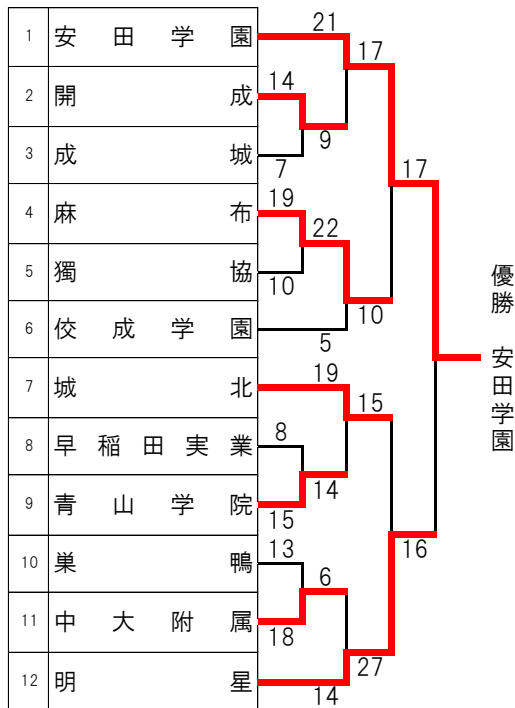 1 安田学園 21
2 開成 14
3 成城 7
4 麻布 19
5 獨協 10
6 佼成学園 5
7 城北 19
8 早稲田実業 8
9 青山学院 15
10 巣鴨 13
11 中大附属 18
12 明星 14
17
9
22
10
15
14
6
27
17
16
優勝 安田学園